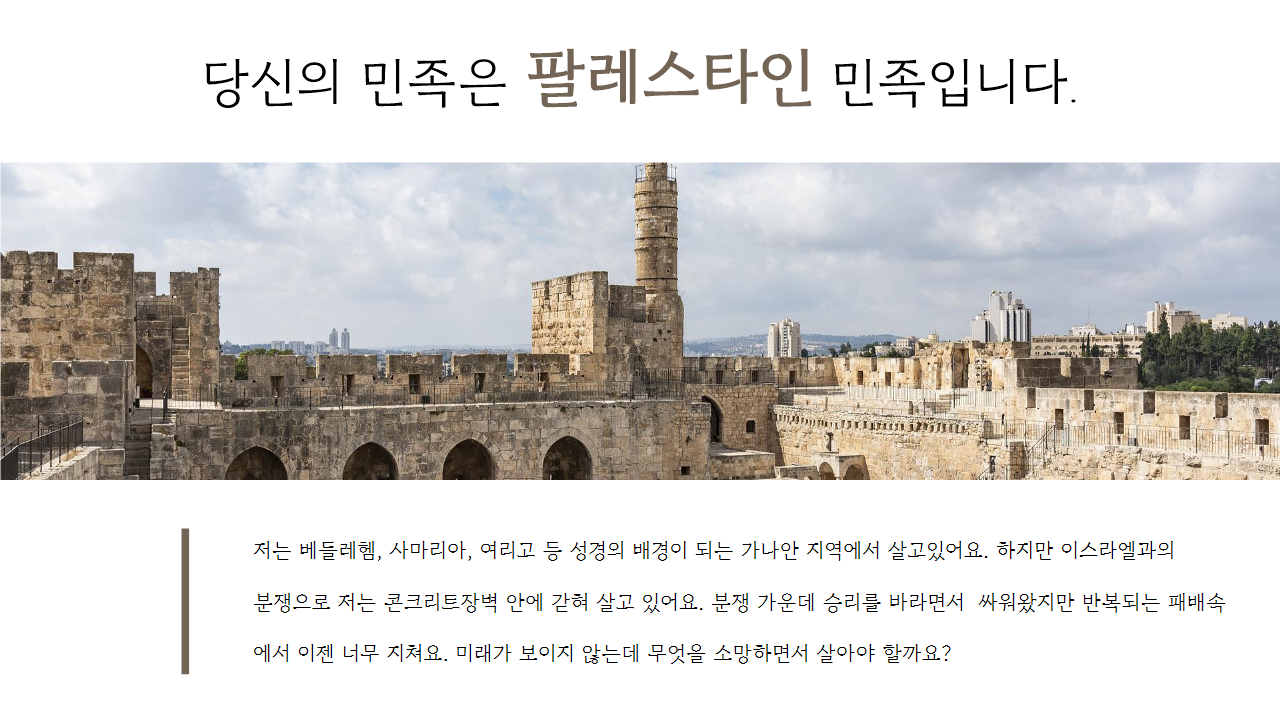 당신의 민족은 팔레스타인 민족입니다.
저는 베들레헴, 사마리아, 여리고 등 성경의 배경이 되는 가나안 지역에서 살고있어요. 하지만 이스라엘과의
분쟁으로 저는 콘크리트장벽 안에 갇혀 살고 있어요. 분쟁 가운데 승리를 바라면서 싸워왔지만 반복되는 패배속
에서 이젠 너무 지쳐요. 미래가 보이지 않는데 무엇을 소망하면서 살아야 할까요?